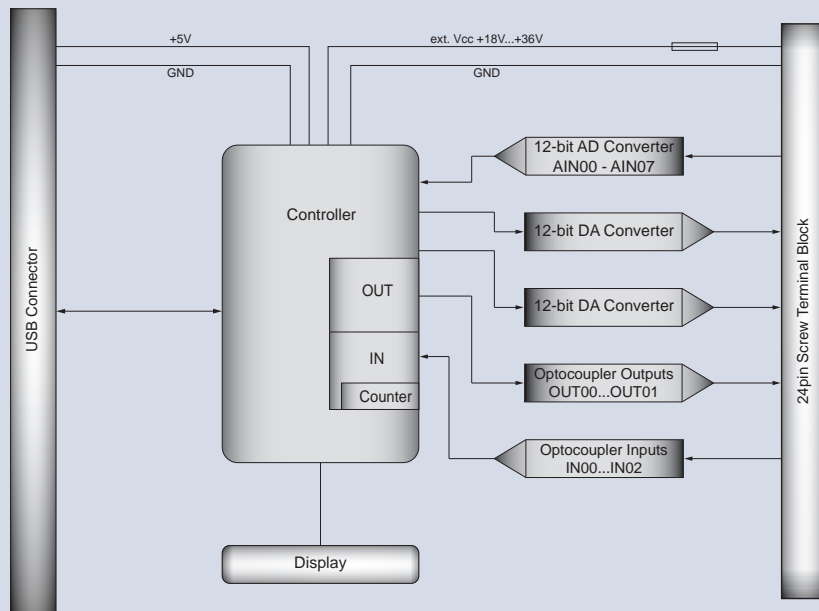 +5V
ext. Vcc +18V...+36V
GND
GND
12-bit AD Converter
AIN00 - AIN07
Controller
12-bit DA Converter
USB Connector
24pin Screw Terminal Block
OUT
12-bit DA Converter
IN
Optocoupler Outputs
OUT00...OUT01
Counter
Optocoupler Inputs
IN00...IN02
Display